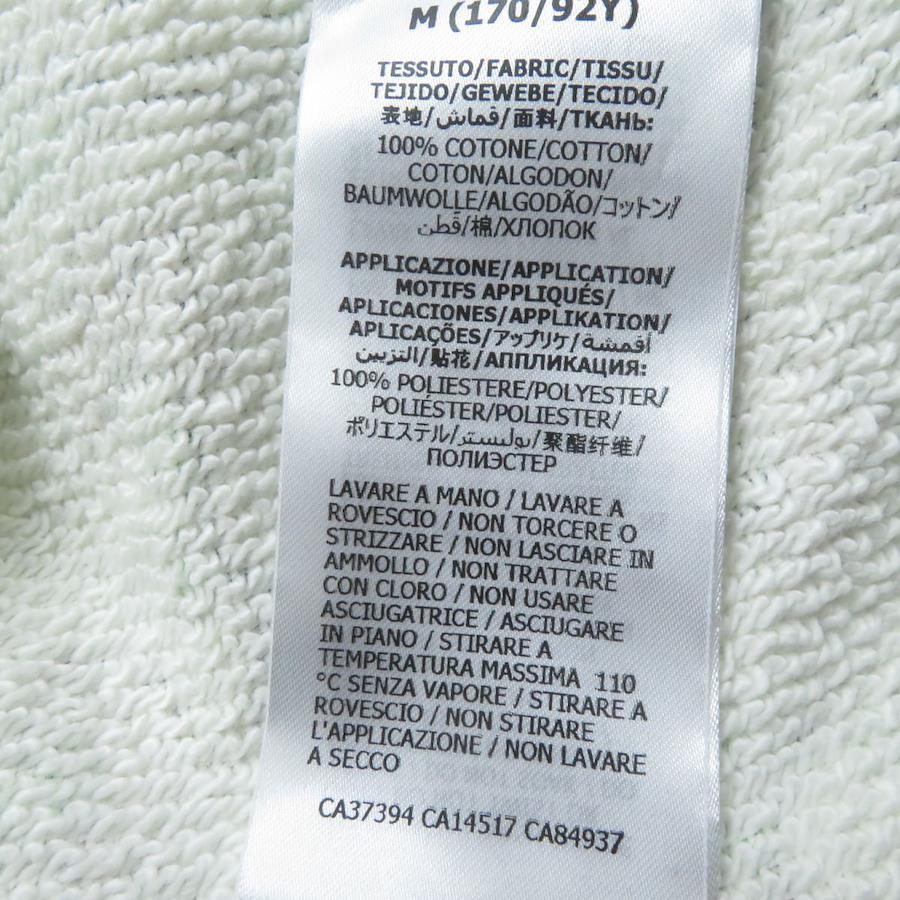 M (170/92Y)
TESSUTO/FABRIC/TISSU/
TEJIDO/GEWEBE/TECIDO/
表地/قماش/面料/ТКАНЬ:
100% COTONE/COTTON/
COTON/ALGODON/
BAUMWOLLE/ALGODÃO/コットン/
قطن/棉/ХЛОПОК
APPLICAZIONE/APPLICATION/
MOTIFS APPLIQUÉS/
APLICACIONES/APPLIKATION/
APLICAÇÕES/アップリケ/أقمشة
التزيين/贴花/АППЛИКАЦИЯ:
100% POLIESTERE/POLYESTER/
POLIÉSTER/POLIESTER/
ポリエステル/بوليستر/聚酯纤维/
ПОЛИЭСТЕР
LAVARE A MANO / LAVARE A
ROVESCIO / NON TORCERE O
STRIZZARE / NON LASCIARE IN
AMMOLLO / NON TRATTARE
CON CLORO / NON USARE
ASCIUGATRICE / ASCIUGARE
IN PIANO / STIRARE A
TEMPERATURA MASSIMA 110
°C SENZA VAPORE / STIRARE A
ROVESCIO / NON STIRARE
L'APPLICAZIONE / NON LAVARE
A SECCO
CA37394 CA14517 CA84937